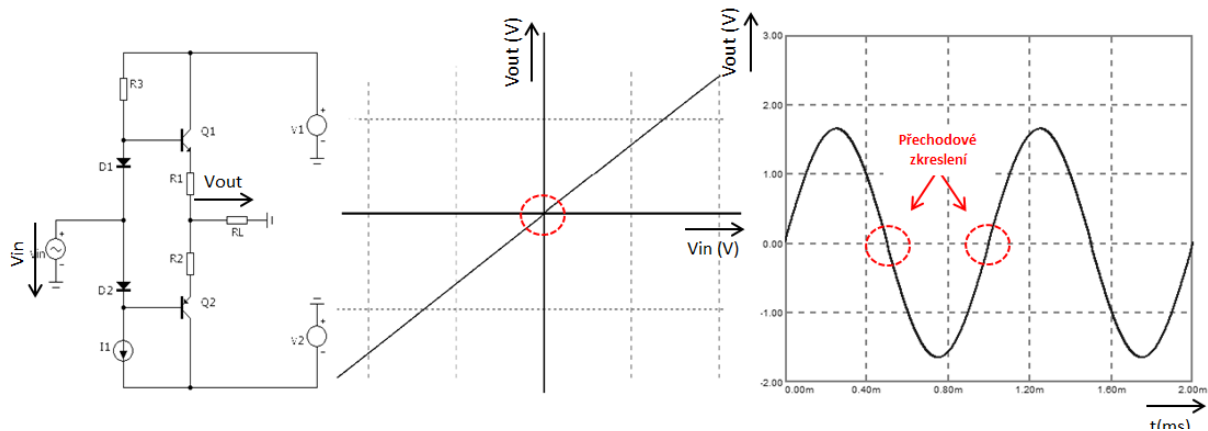 R3
Q1
V1
+
-
D1
R1
Vout
RL
Vin
Vin
+
-
R2
D2
Q2
I1
V2
+
-
Vout (V)
Vin (V)
Vout (V)
3.00
2.00
1.00
0.00
-1.00
-2.00
Přechodové
zkreslení
0.00m 0.40m 0.80m 1.20m 1.60m 2.00m
t(ms)